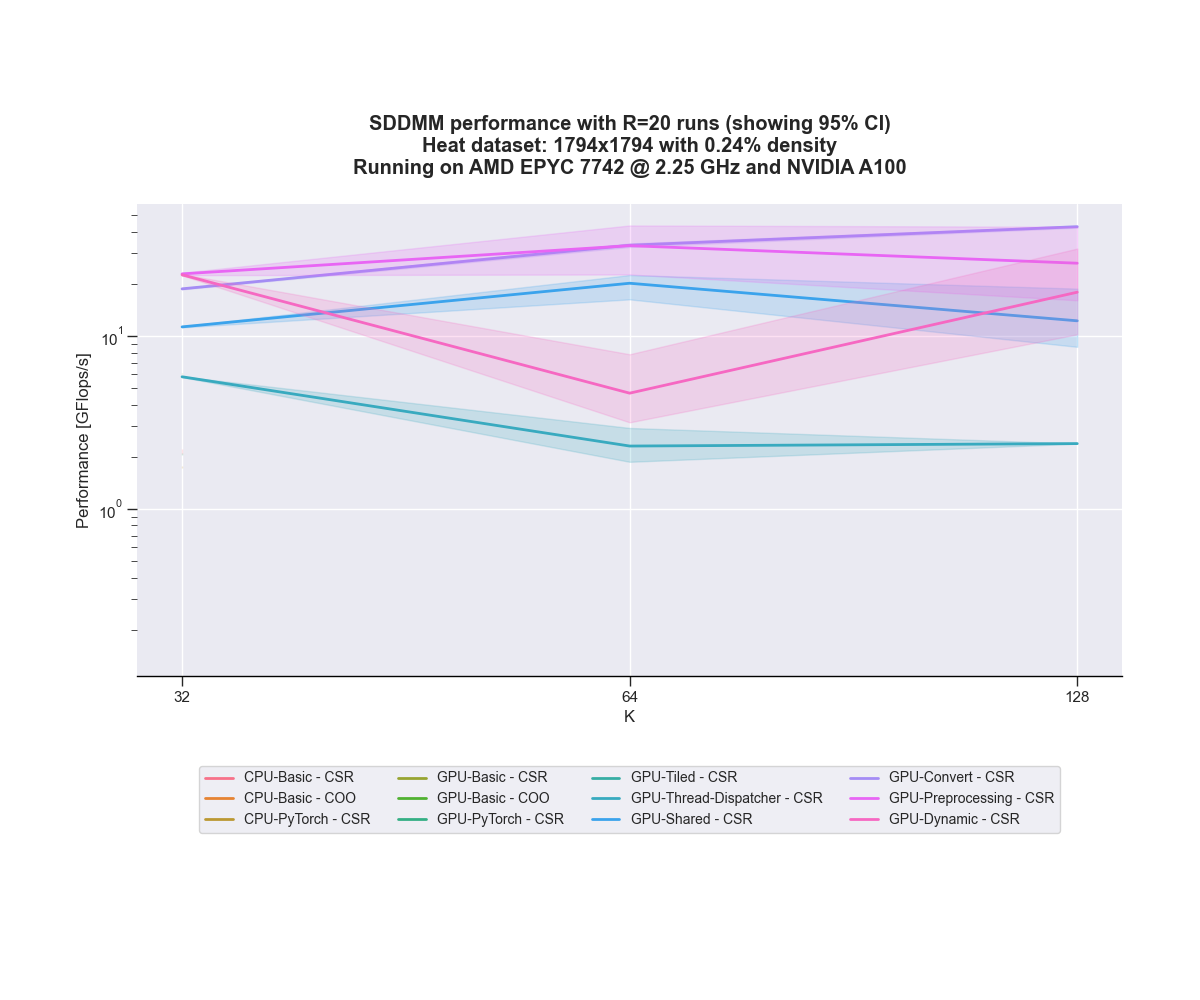 SDDMM performance with R=20 runs (showing 95% CI)
Heat dataset: 1794x1794 with 0.24% density
Running on AMD EPYC 7742 @ 2.25 GHz and NVIDIA A100
Performance [GFlops/s]
10^1
10^0
32 64 128
K
CPU-Basic - CSR GPU-Basic - CSR GPU-Tiled - CSR GPU-Convert - CSR
CPU-Basic - COO GPU-Basic - COO GPU-Thread-Dispatcher - CSR GPU-Preprocessing - CSR
CPU-PyTorch - CSR GPU-PyTorch - CSR GPU-Shared - CSR GPU-Dynamic - CSR